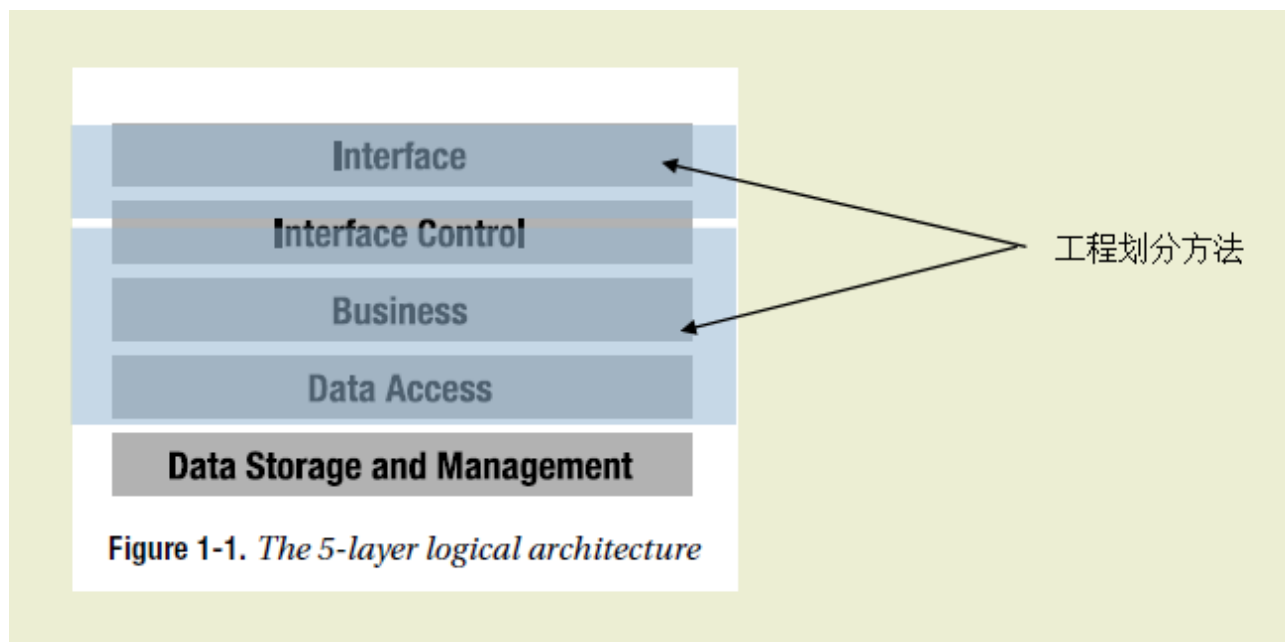 Interface
Interface Control
Business
Data Access
Data Storage and Management
Figure 1-1. The 5-layer logical architecture
工程划分方法